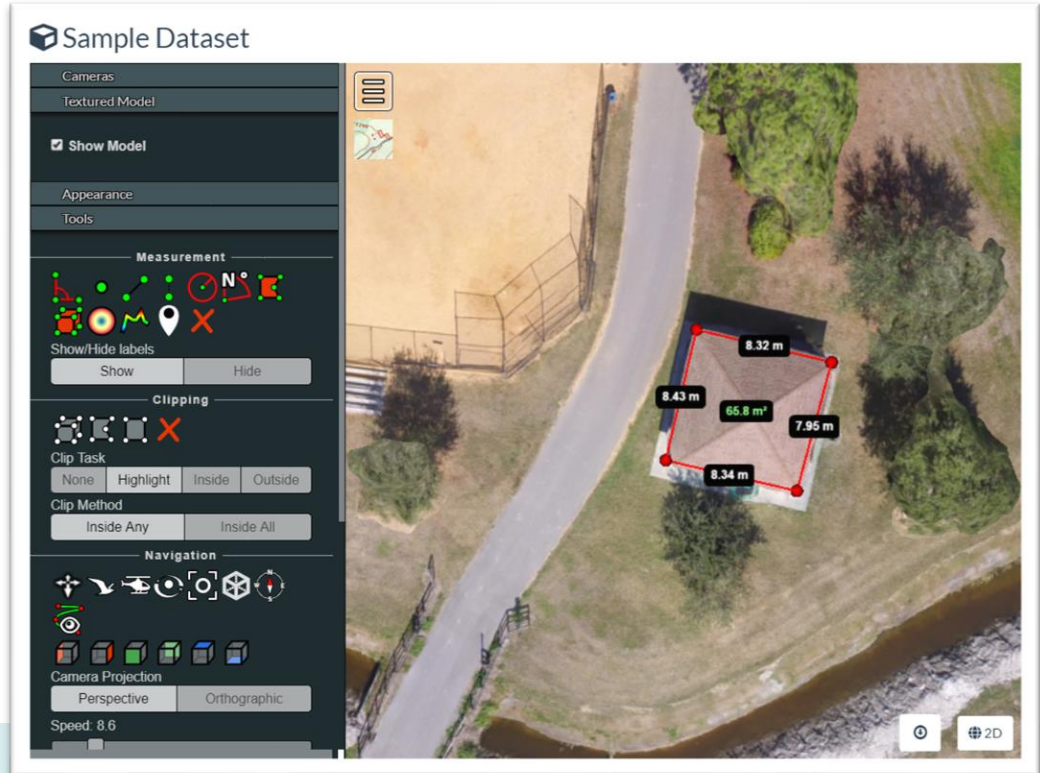 Sample Dataset
Cameras
Textured Model
Show Model
Appearance
Tools
Measurement
N°
Show/Hide labels
Show Hide
Clipping
Clip Task
None Highlight Inside Outside
Clip Method
Inside Any Inside All
Navigation
N
E
S
Camera Projection
Perspective Orthographic
Speed: 8.6
8.32 m
8.43 m
65.8 m²
7.95 m
8.34 m
2D